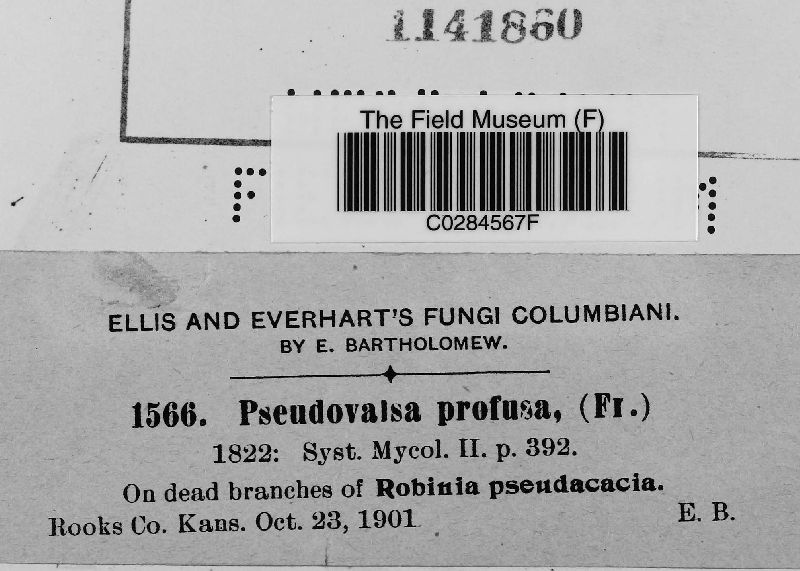 1141860
The Field Museum (F)
C0284567F
ELLIS AND EVERHART'S FUNGI COLUMBIANI.
BY E. BARTHOLOMEW.
1566. Pseudovalsa profusa, (Fr.)
1822: Syst. Mycol. II. p. 392.
On dead branches of Robinia pseudacacia.
Rooks Co. Kans. Oct. 23, 1901 E. B.